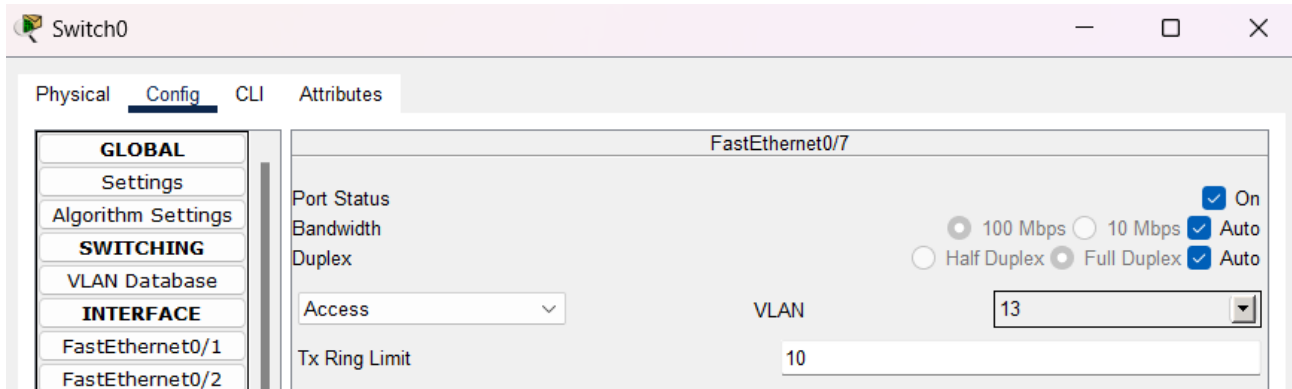 Switch0
Physical Config CLI Attributes
GLOBAL
Settings
Algorithm Settings
SWITCHING
VLAN Database
INTERFACE
FastEthernet0/1
FastEthernet0/2
FastEthernet0/7
Port Status On
Bandwidth 100 Mbps 10 Mbps Auto
Duplex Half Duplex Full Duplex Auto
Access VLAN 13
Tx Ring Limit 10